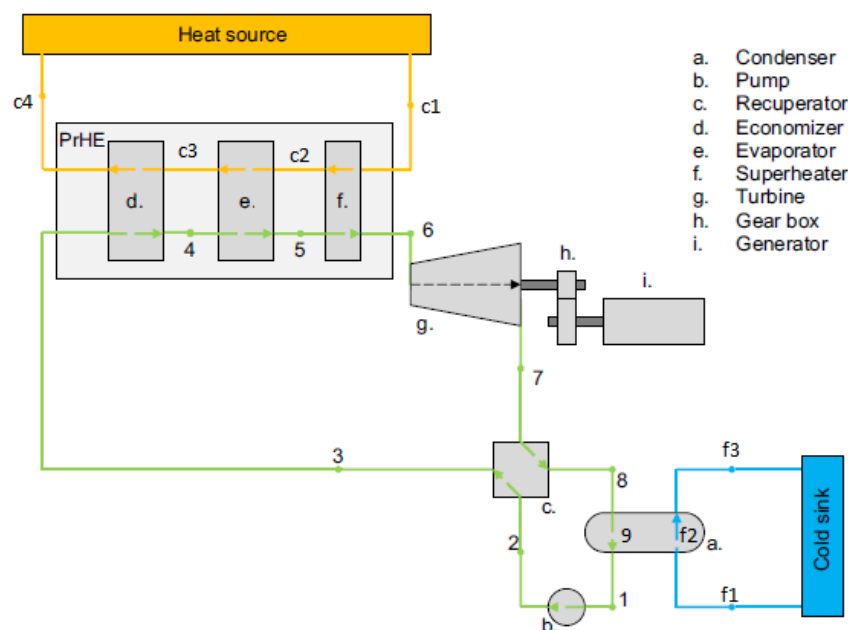 Heat source
a. Condenser
b. Pump
c. Recuperator
d. Economizer
e. Evaporator
f. Superheater
g. Turbine
h. Gear box
i. Generator
c4
c1
PrHE
c3
c2
d.
e.
f.
4
5
6
h.
i.
g.
7
3
8
f3
c.
2
9
f2
a.
Cold sink
b.
1
f1